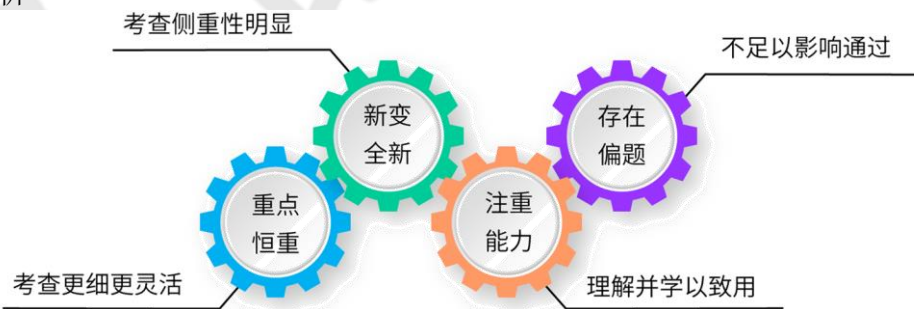 考查侧重性明显
不足以影响通过
新变
全新
存在
偏题
重点
恒重
注重
能力
考查更细更灵活
理解并学以致用